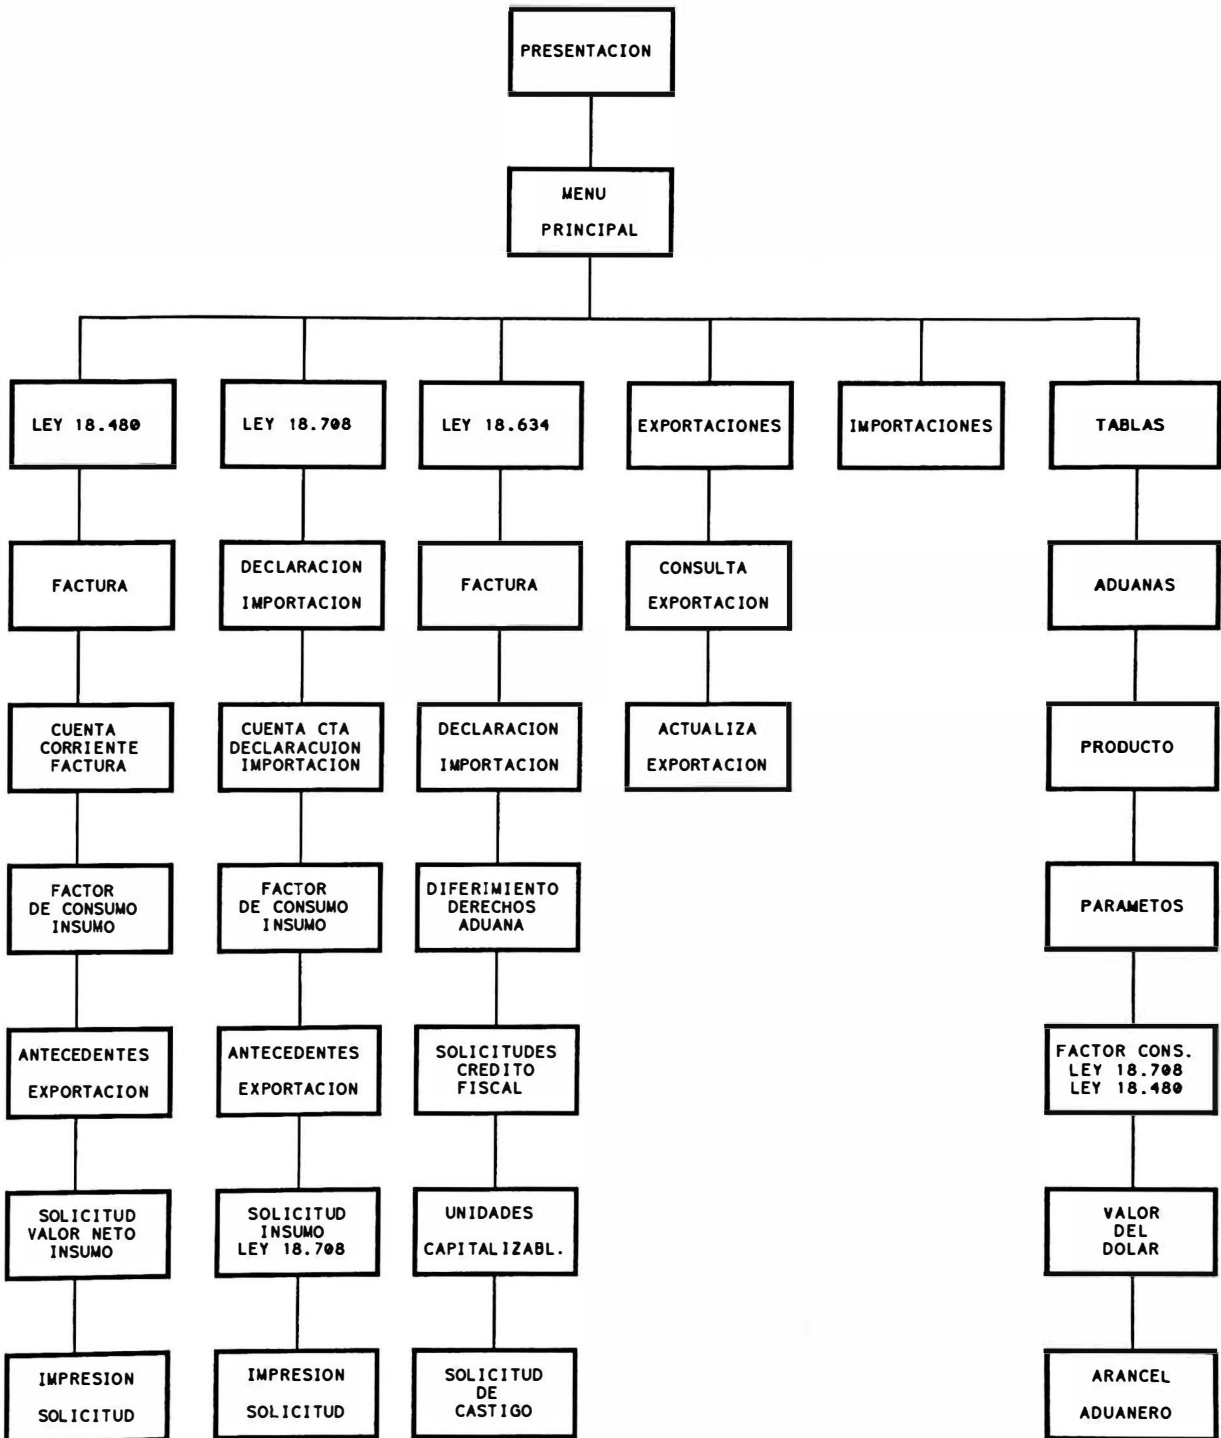 PRESENTACION
MENU
PRINCIPAL
LEY 18.480
LEY 18.708
LEY 18.634
EXPORTACIONES
IMPORTACIONES
TABLAS
FACTURA
DECLARACION
IMPORTACION
FACTURA
CONSULTA
EXPORTACION
ADUANAS
CUENTA
CORRIENTE
FACTURA
CUENTA CTA
DECLARACUION
IMPORTACION
DECLARACION
IMPORTACION
ACTUALIZA
EXPORTACION
PRODUCTO
FACTOR
DE CONSUMO
INSUMO
FACTOR
DE CONSUMO
INSUMO
DIFERIMIENTO
DERECHOS
ADUANA
PARAMETOS
ANTECEDENTES
EXPORTACION
ANTECEDENTES
EXPORTACION
SOLICITUDES
CREDITO
FISCAL
FACTOR CONS.
LEY 18.708
LEY 18.480
SOLICITUD
VALOR NETO
INSUMO
SOLICITUD
INSUMO
LEY 18.708
UNIDADES
CAPITALIZABL.
VALOR
DEL
DOLAR
IMPRESION
SOLICITUD
IMPRESION
SOLICITUD
SOLICITUD
DE
CASTIGO
ARANCEL
ADUANERO